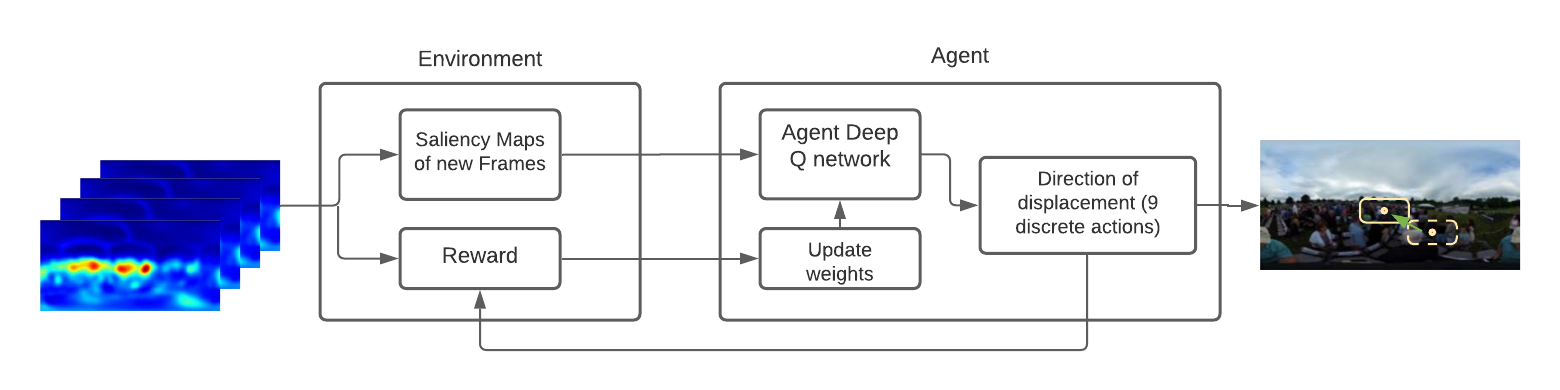 Environment
Agent
Saliency Maps
of new Frames
Agent Deep
Q network
Direction of
displacement (9
discrete actions)
Reward
Update
weights